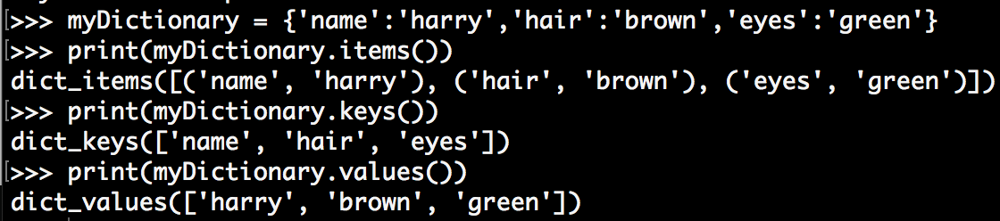 >>> myDictionary = {'name':'harry','hair':'brown','eyes':'green'}
>>> print(myDictionary.items())
dict_items([('name', 'harry'), ('hair', 'brown'), ('eyes', 'green')])
>>> print(myDictionary.keys())
dict_keys(['name', 'hair', 'eyes'])
>>> print(myDictionary.values())
dict_values(['harry', 'brown', 'green'])